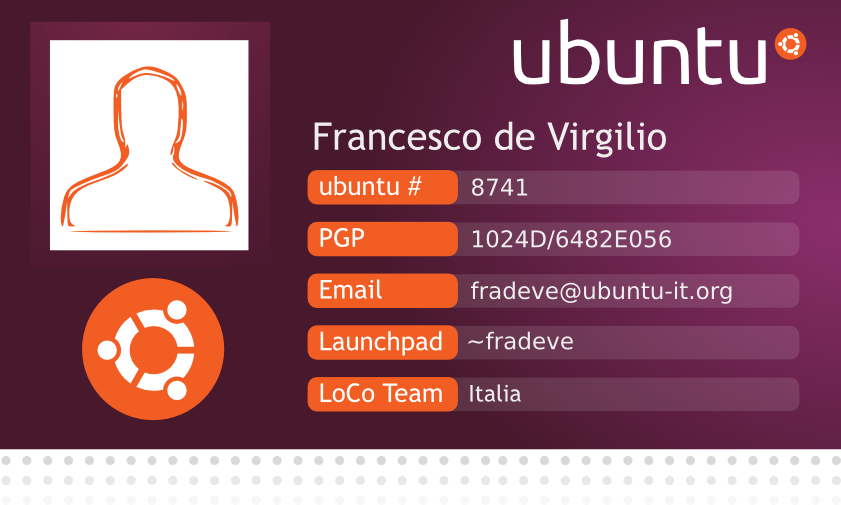 ubuntu
Francesco de Virgilio
ubuntu # 8741
PGP 1024D/6482E056
Email fradeve@ubuntu-it.org
Launchpad ~fradeve
LoCo Team Italia